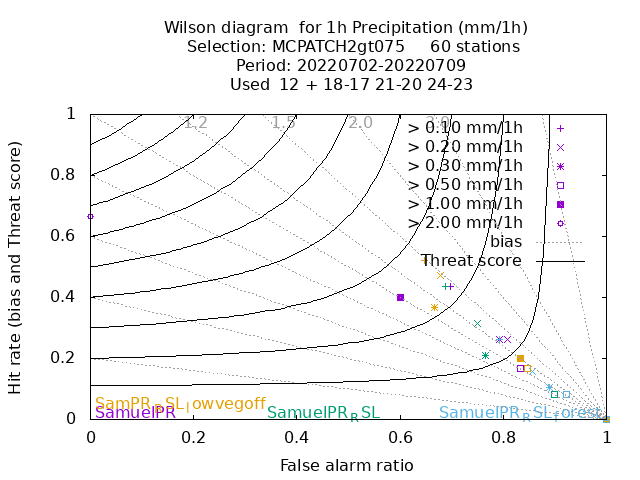 Wilson diagram  for 1h Precipitation (mm/1h)
Selection: MCPATCH2gt075     60 stations
Period: 20220702-20220709
Used  12 + 18-17 21-20 24-23
Hit rate (bias and Threat score)
1
0.8
0.6
0.4
0.2
0
1.2
1.5
2.0
3.0
> 0.10 mm/1h
> 0.20 mm/1h
> 0.30 mm/1h
> 0.50 mm/1h
> 1.00 mm/1h
> 2.00 mm/1h
bias
Threat score
SamPR_RSL_lowvegoff
SamuelPR
SamuelPR_RSL
SamuelPR_RSL_forest
0
0.2
0.4
0.6
0.8
1
False alarm ratio